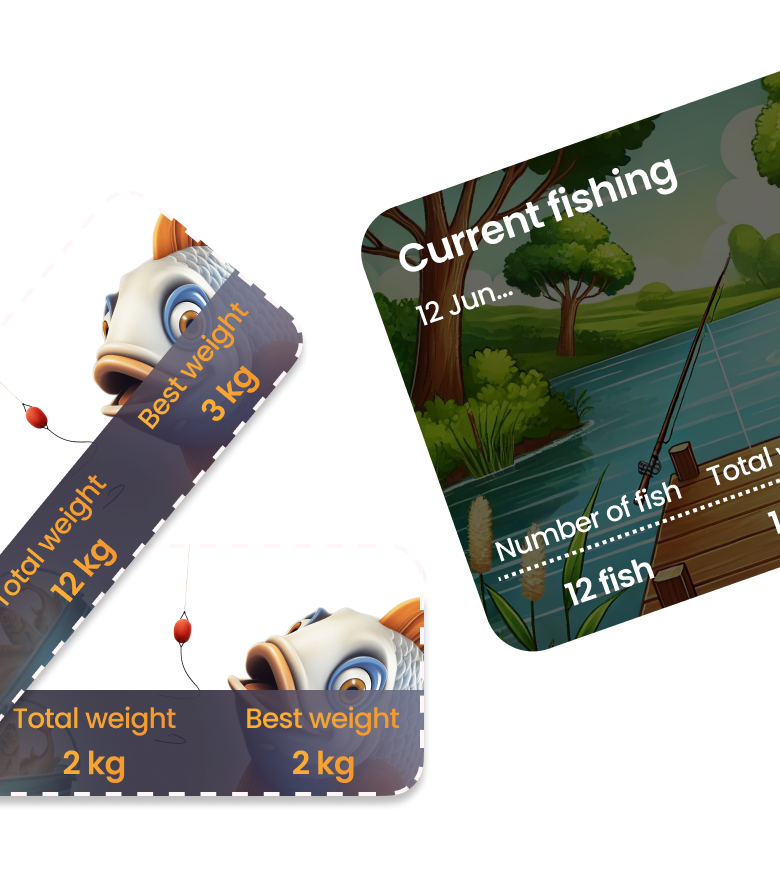 Current fishing
12 Jun...
Number of fish
12 fish
Best weight
3 kg
Total weight
12 kg
Total weight
Best weight
2 kg
2 kg
Total